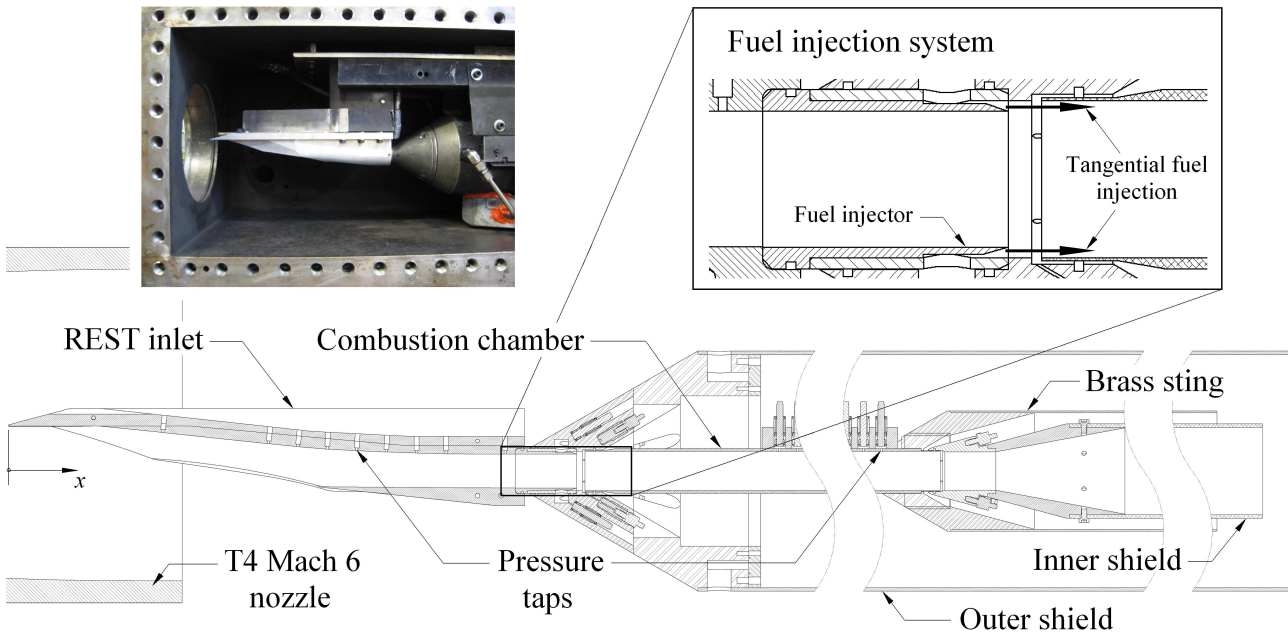 Fuel injection system
Tangential fuel
injection
Fuel injector
REST inlet
Combustion chamber
Brass sting
x
T4 Mach 6
nozzle
Pressure
taps
Inner shield
Outer shield